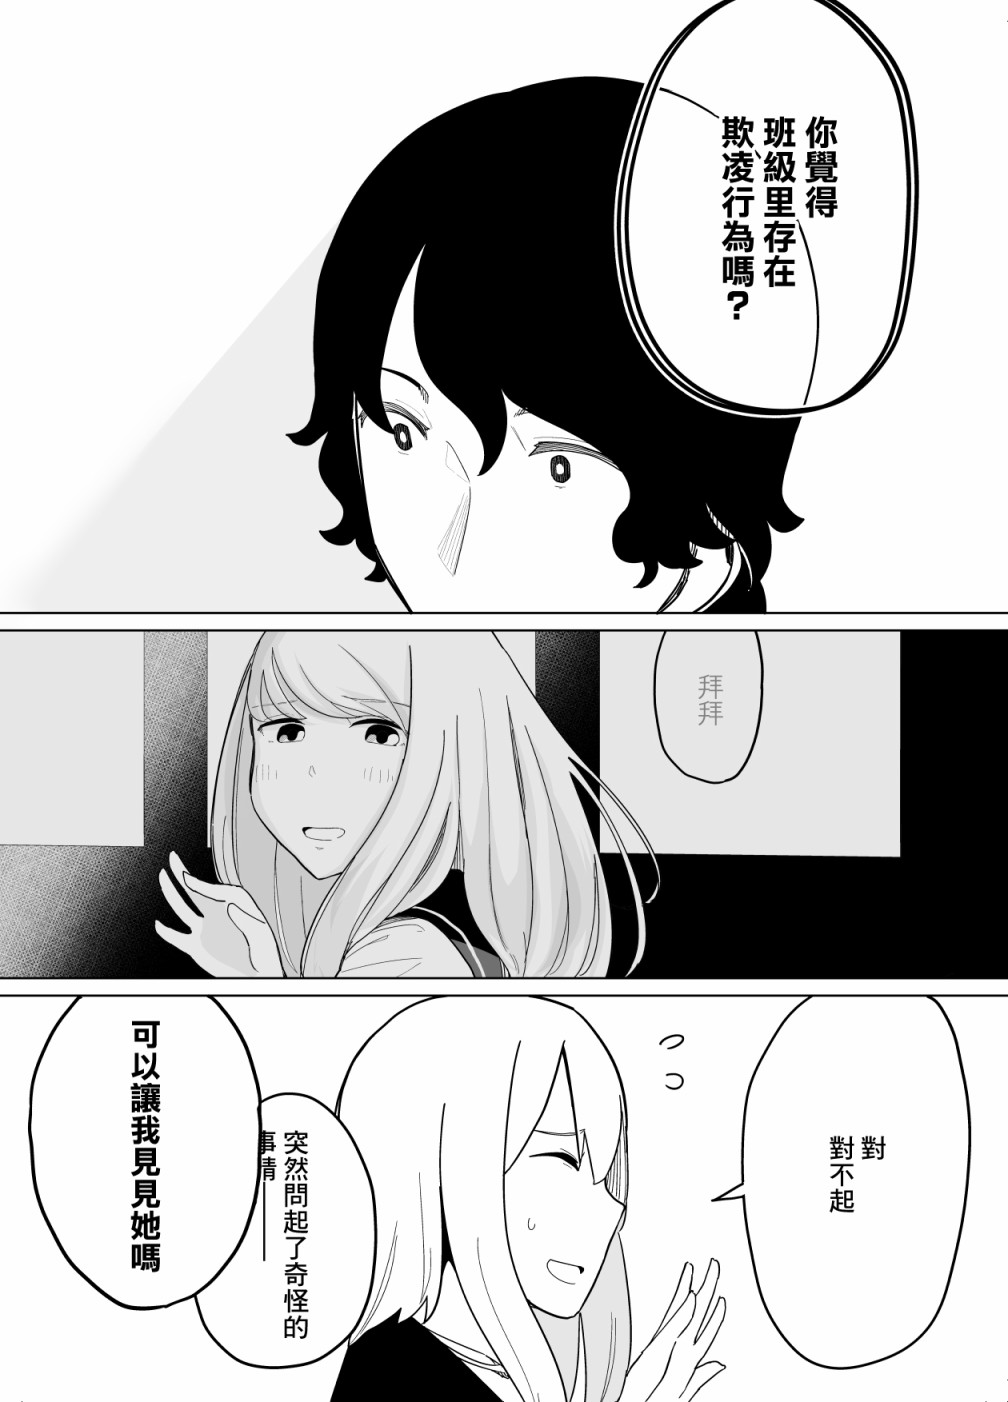 你覺得
班級里存在
欺凌行為嗎？
拜拜
對
對不起
突然問起了奇怪的
事情——
可以讓我見見她嗎